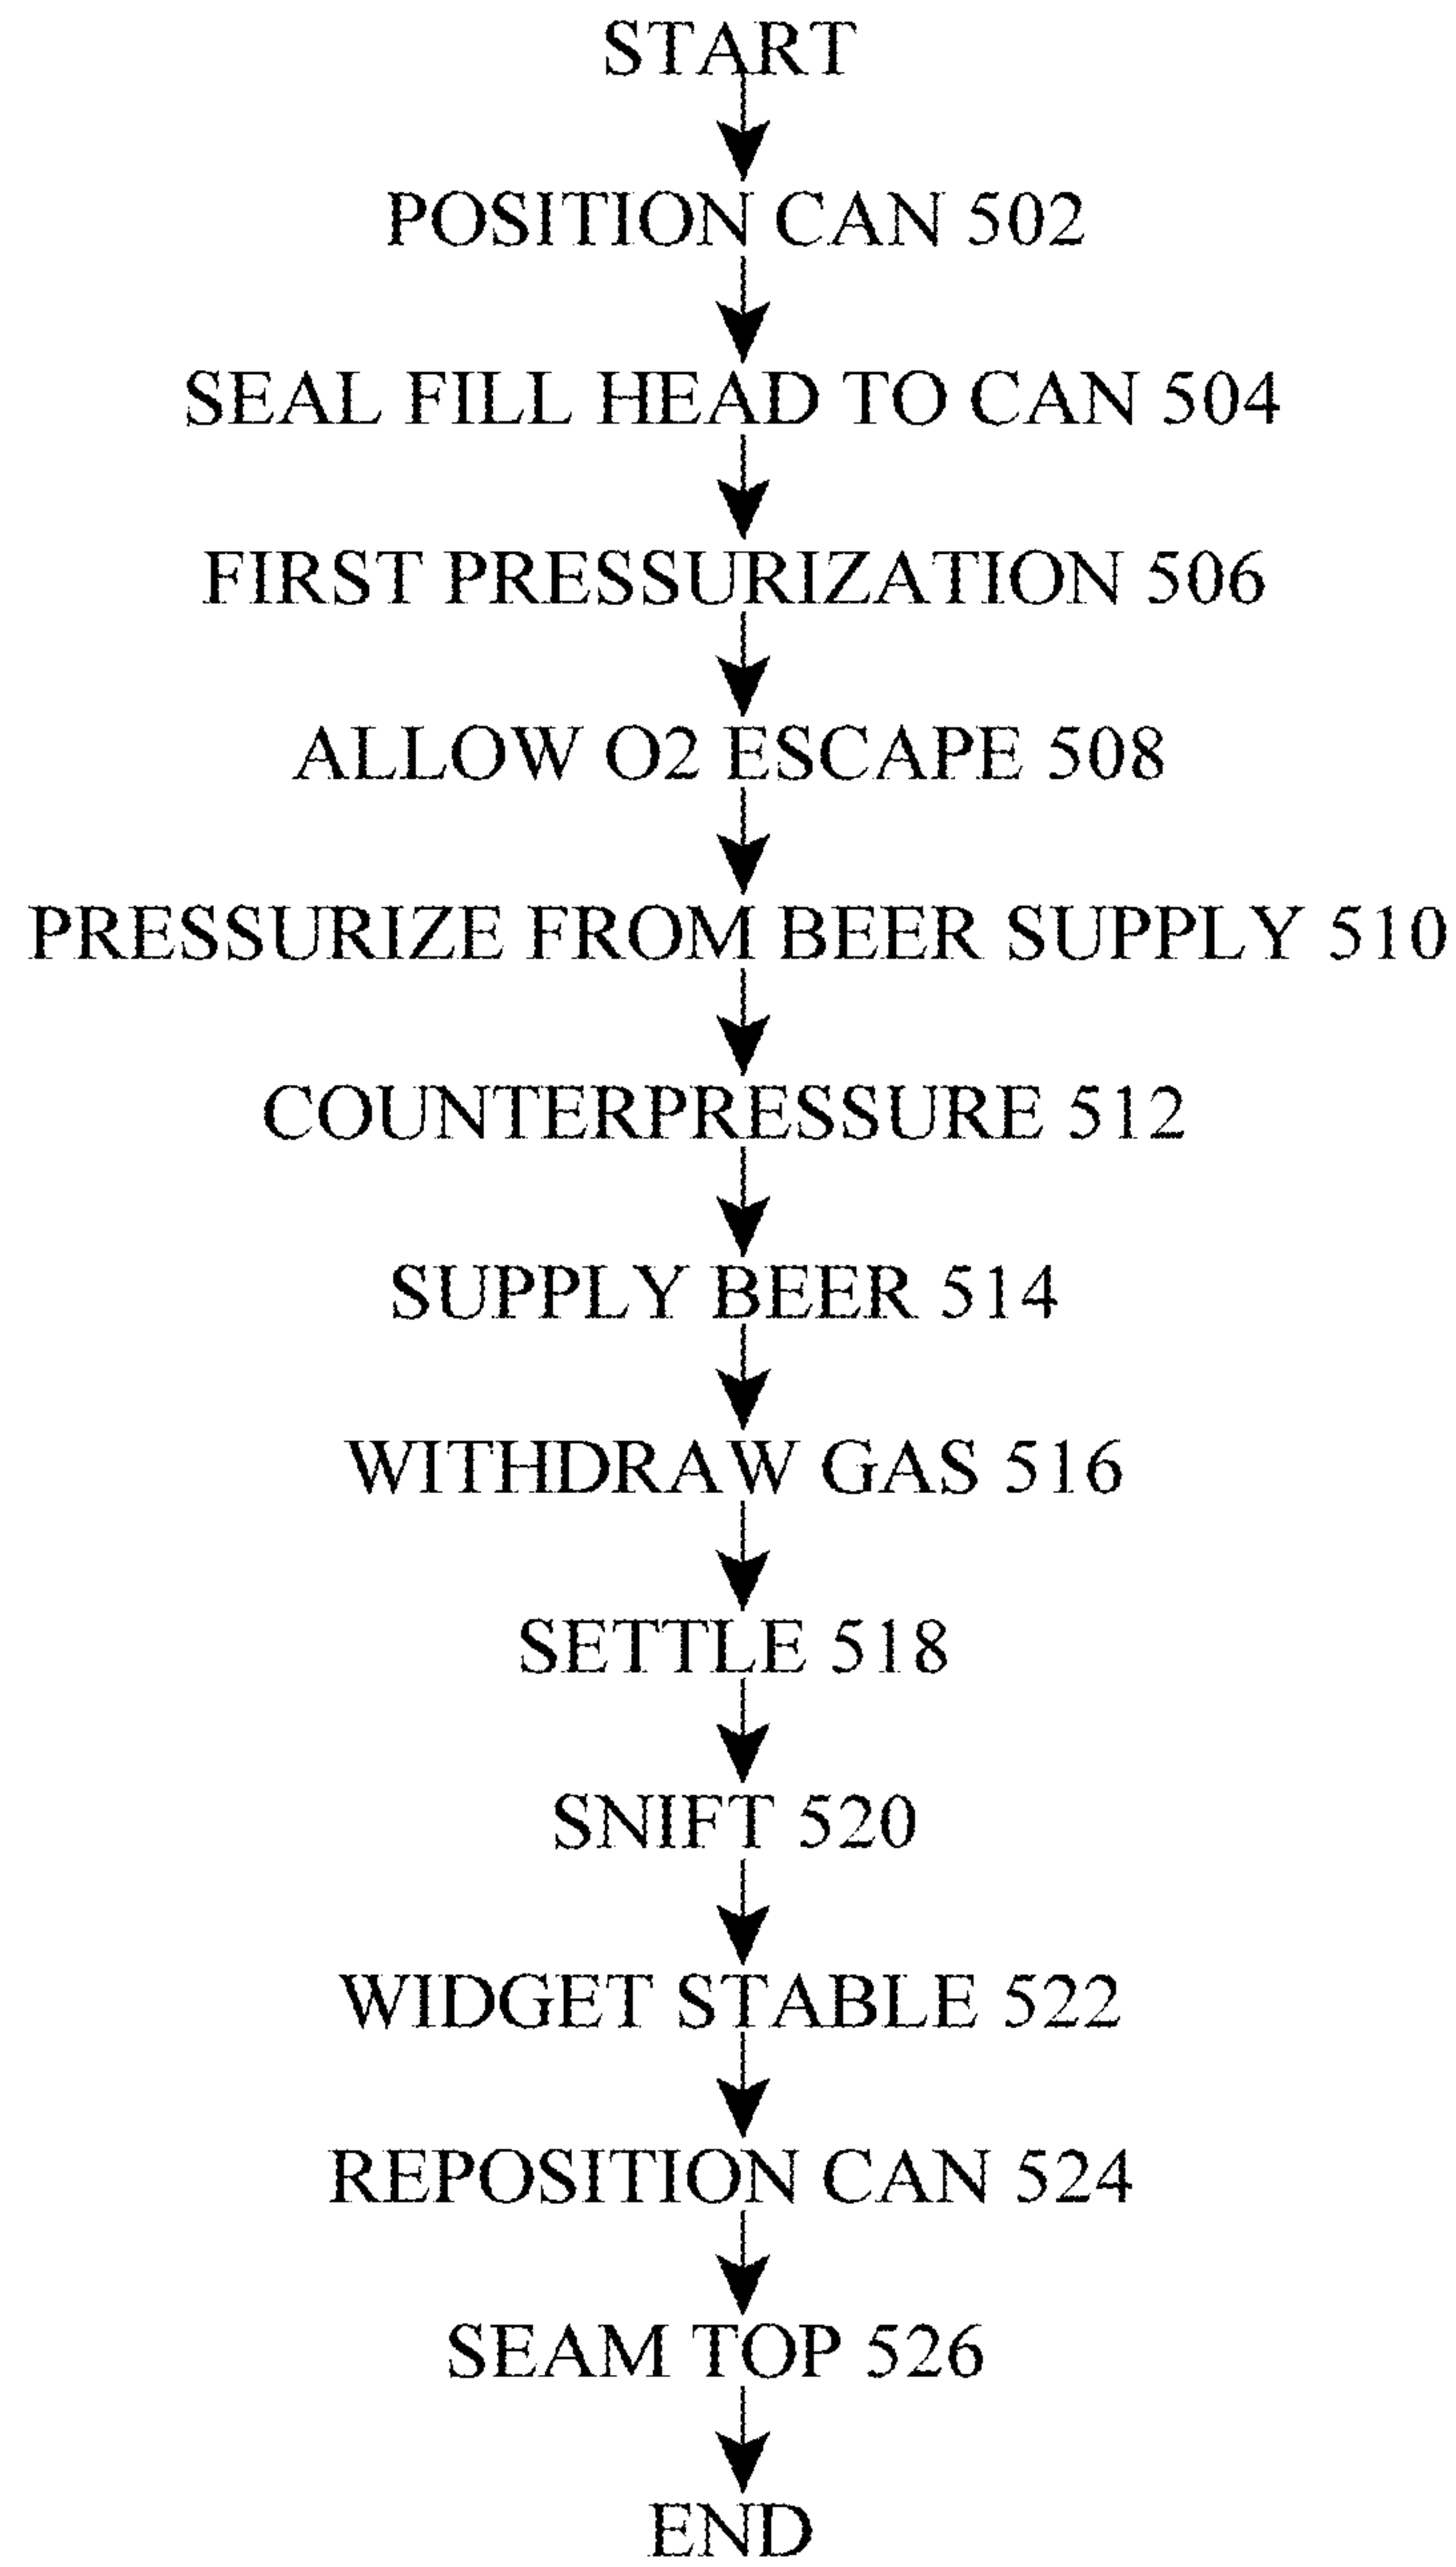 START
POSITION CAN 502
SEAL FILL HEAD TO CAN 504
FIRST PRESSURIZATION 506
ALLOW O2 ESCAPE 508
PRESSURIZE FROM BEER SUPPLY 510
COUNTERPRESSURE 512
SUPPLY BEER 514
WITHDRAW GAS 516
SETTLE 518
SNIFT 520
WIDGET STABLE 522
REPOSITION CAN 524
SEAM TOP 526
END